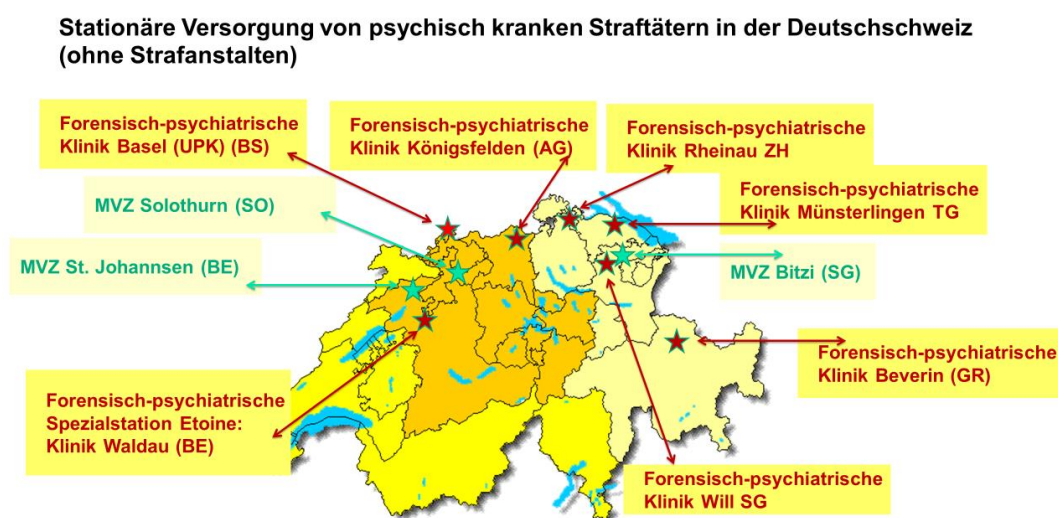 Stationäre Versorgung von psychisch kranken Straftätern in der Deutschschweiz
(ohne Strafanstalten)
Forensisch-psychiatrische
Klinik Basel (UPK) (BS)
Forensisch-psychiatrische
Klinik Königsfelden (AG)
Forensisch-psychiatrische
Klinik Rheinau ZH
MVZ Solothurn (SO)
Forensisch-psychiatrische
Klinik Münsterlingen TG
MVZ St. Johannsen (BE)
MVZ Bitzi (SG)
Forensisch-psychiatrische
Klinik Beverin (GR)
Forensisch-psychiatrische
Spezialstation Etoine:
Klinik Waldau (BE)
Forensisch-psychiatrische
Klinik Will SG